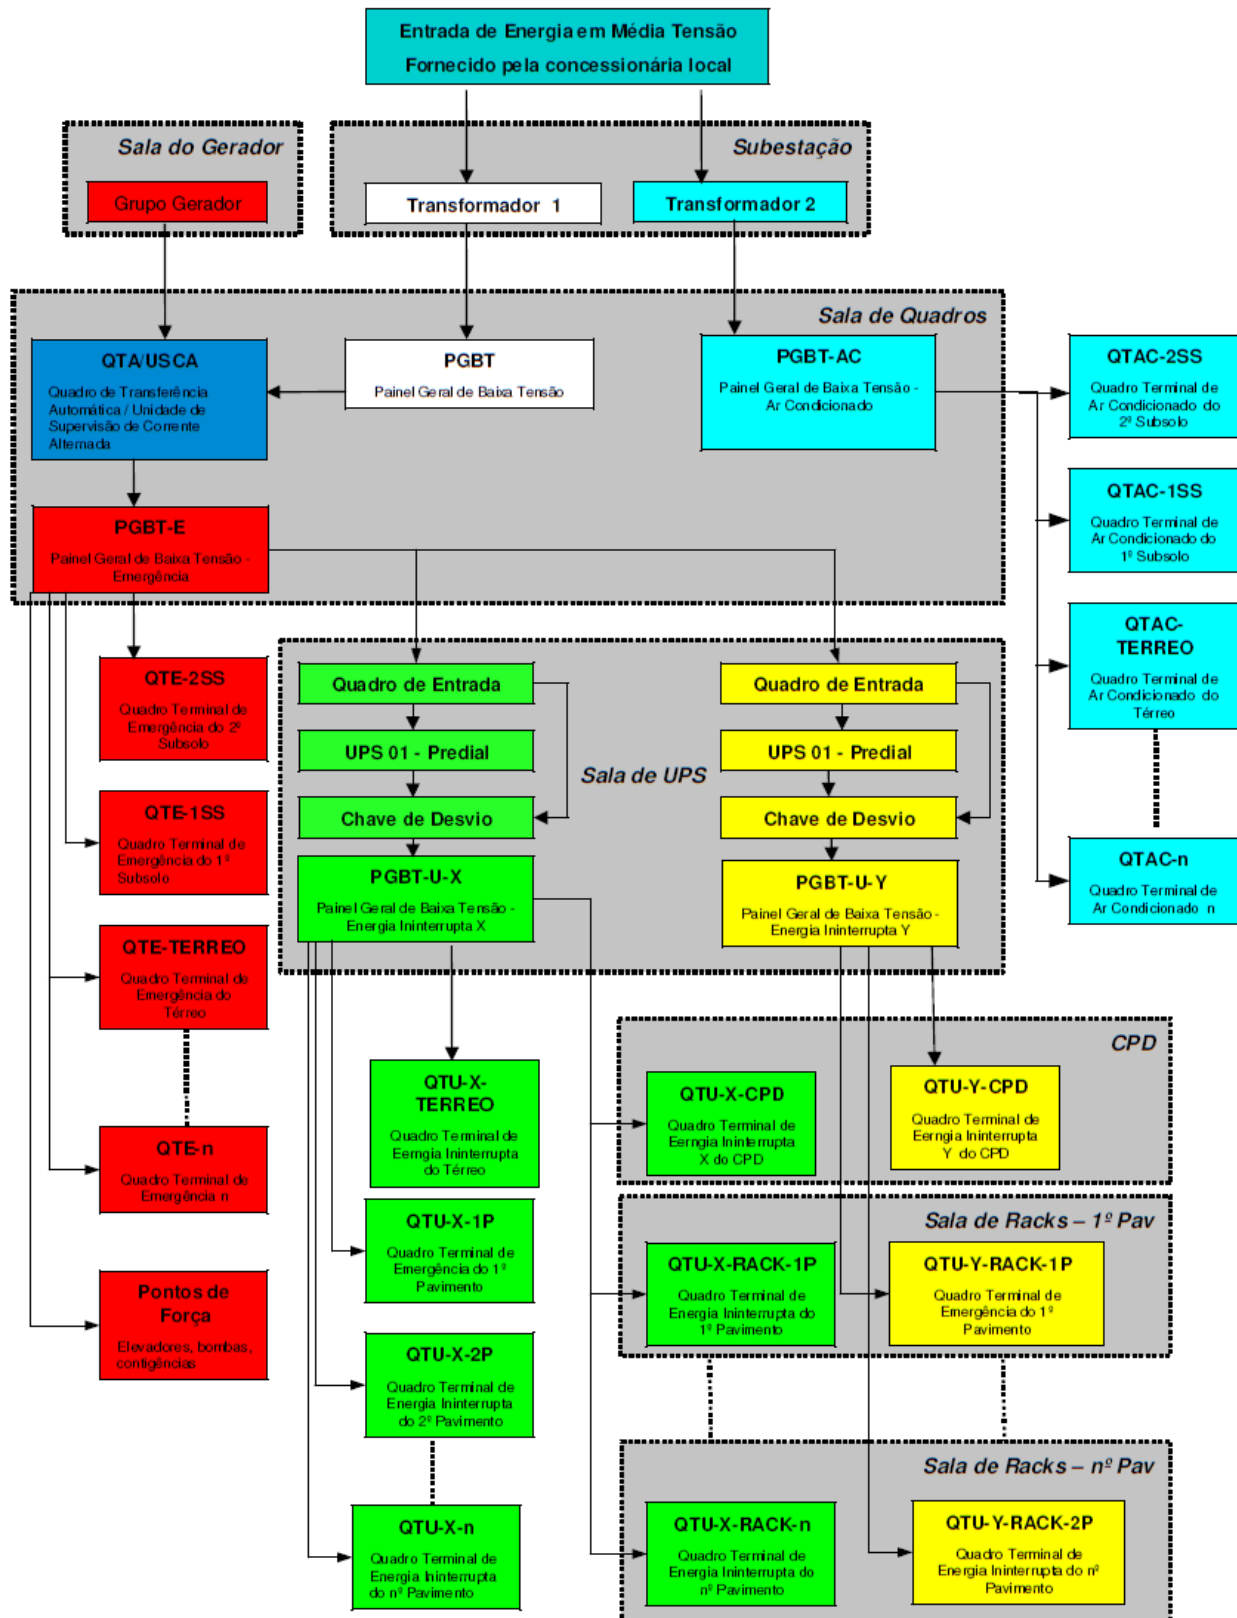 Entrada de Energia em Média Tensão
Fornecido pela concessionária local
Sala do Gerador
Grupo Gerador
Subestação
Transformador 1
Transformador 2
Sala de Quadros
QTA/USCA
Quadro de Transferência
Automática / Unidade de
Supervisão de Corrente
Alternada
PGBT
Painel Geral de Baixa Tensão
PGBT-AC
Painel Geral de Baixa Tensão -
Ar Condicionado
PGBT-E
Painel Geral de Baixa Tensão -
Emergência
QTAC-2SS
Quadro Terminal de
Ar Condicionado do
2º Subsolo
QTAC-1SS
Quadro Terminal de
Ar Condicionado do
1º Subsolo
QTAC-
TERREO
Quadro Terminal de
Ar Condicionado do
Térreo
QTAC-n
Quadro Terminal de
Ar Condicionado n
QTE-2SS
Quadro Terminal de
Emergência do 2º
Subsolo
QTE-1SS
Quadro Terminal de
Emergência do 1º
Subsolo
QTE-TERREO
Quadro Terminal de
Emergência do
Térreo
QTE-n
Quadro Terminal de
Emergência n
Pontos de
Força
Elevadores, bombas,
contigências
Sala de UPS
Quadro de Entrada
UPS 01 - Predial
Chave de Desvio
PGBT-U-X
Painel Geral de Baixa Tensão -
Energia Ininterrupta X
Quadro de Entrada
UPS 01 - Predial
Chave de Desvio
PGBT-U-Y
Painel Geral de Baixa Tensão -
Energia Ininterrupta Y
QTU-X-
TERREO
Quadro Terminal de
Eerngia Ininterrupta
do Térreo
QTU-X-1P
Quadro Terminal de
Emergência do 1º
Pavimento
QTU-X-2P
Quadro Terminal de
Energia Ininterrupta
do 2º Pavimento
QTU-X-n
Quadro Terminal de
Energia Ininterrupta
do nº Pavimento
CPD
QTU-X-CPD
Quadro Terminal de
Eerngia Ininterrupta
X do CPD
QTU-Y-CPD
Quadro Terminal de
Eerngia Ininterrupta
Y do CPD
Sala de Racks – 1º Pav
QTU-X-RACK-1P
Quadro Terminal de
Energia Ininterrupta do
1º Pavimento
QTU-Y-RACK-1P
Quadro Terminal de
Emergência do 1º
Pavimento
Sala de Racks – nº Pav
QTU-X-RACK-n
Quadro Terminal de
Energia Ininterrupta do
nº Pavimento
QTU-Y-RACK-2P
Quadro Terminal de
Energia Ininterrupta do nº
Pavimento